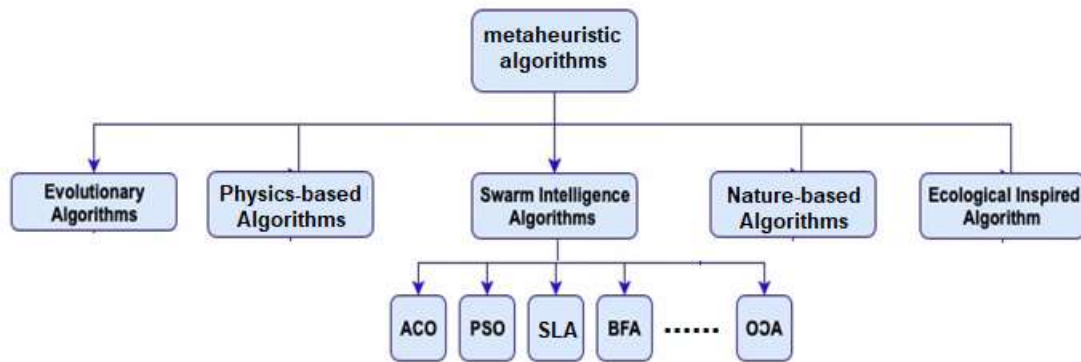 metaheuristic
algorithms
Evolutionary
Algorithms
Physics-based
Algorithms
Swarm Intelligence
Algorithms
Nature-based
Algorithms
Ecological Inspired
Algorithm
ACO
PSO
SLA
BFA
......
OƆA